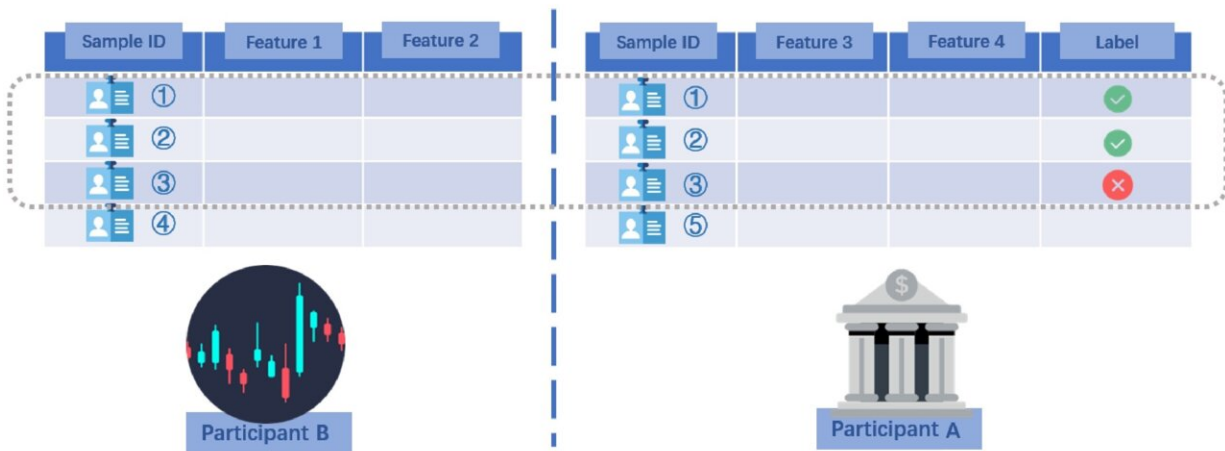 Sample ID Feature 1 Feature 2
①
②
③
④
Participant B
Sample ID Feature 3 Feature 4 Label
①
②
③
⑤
$
Participant A